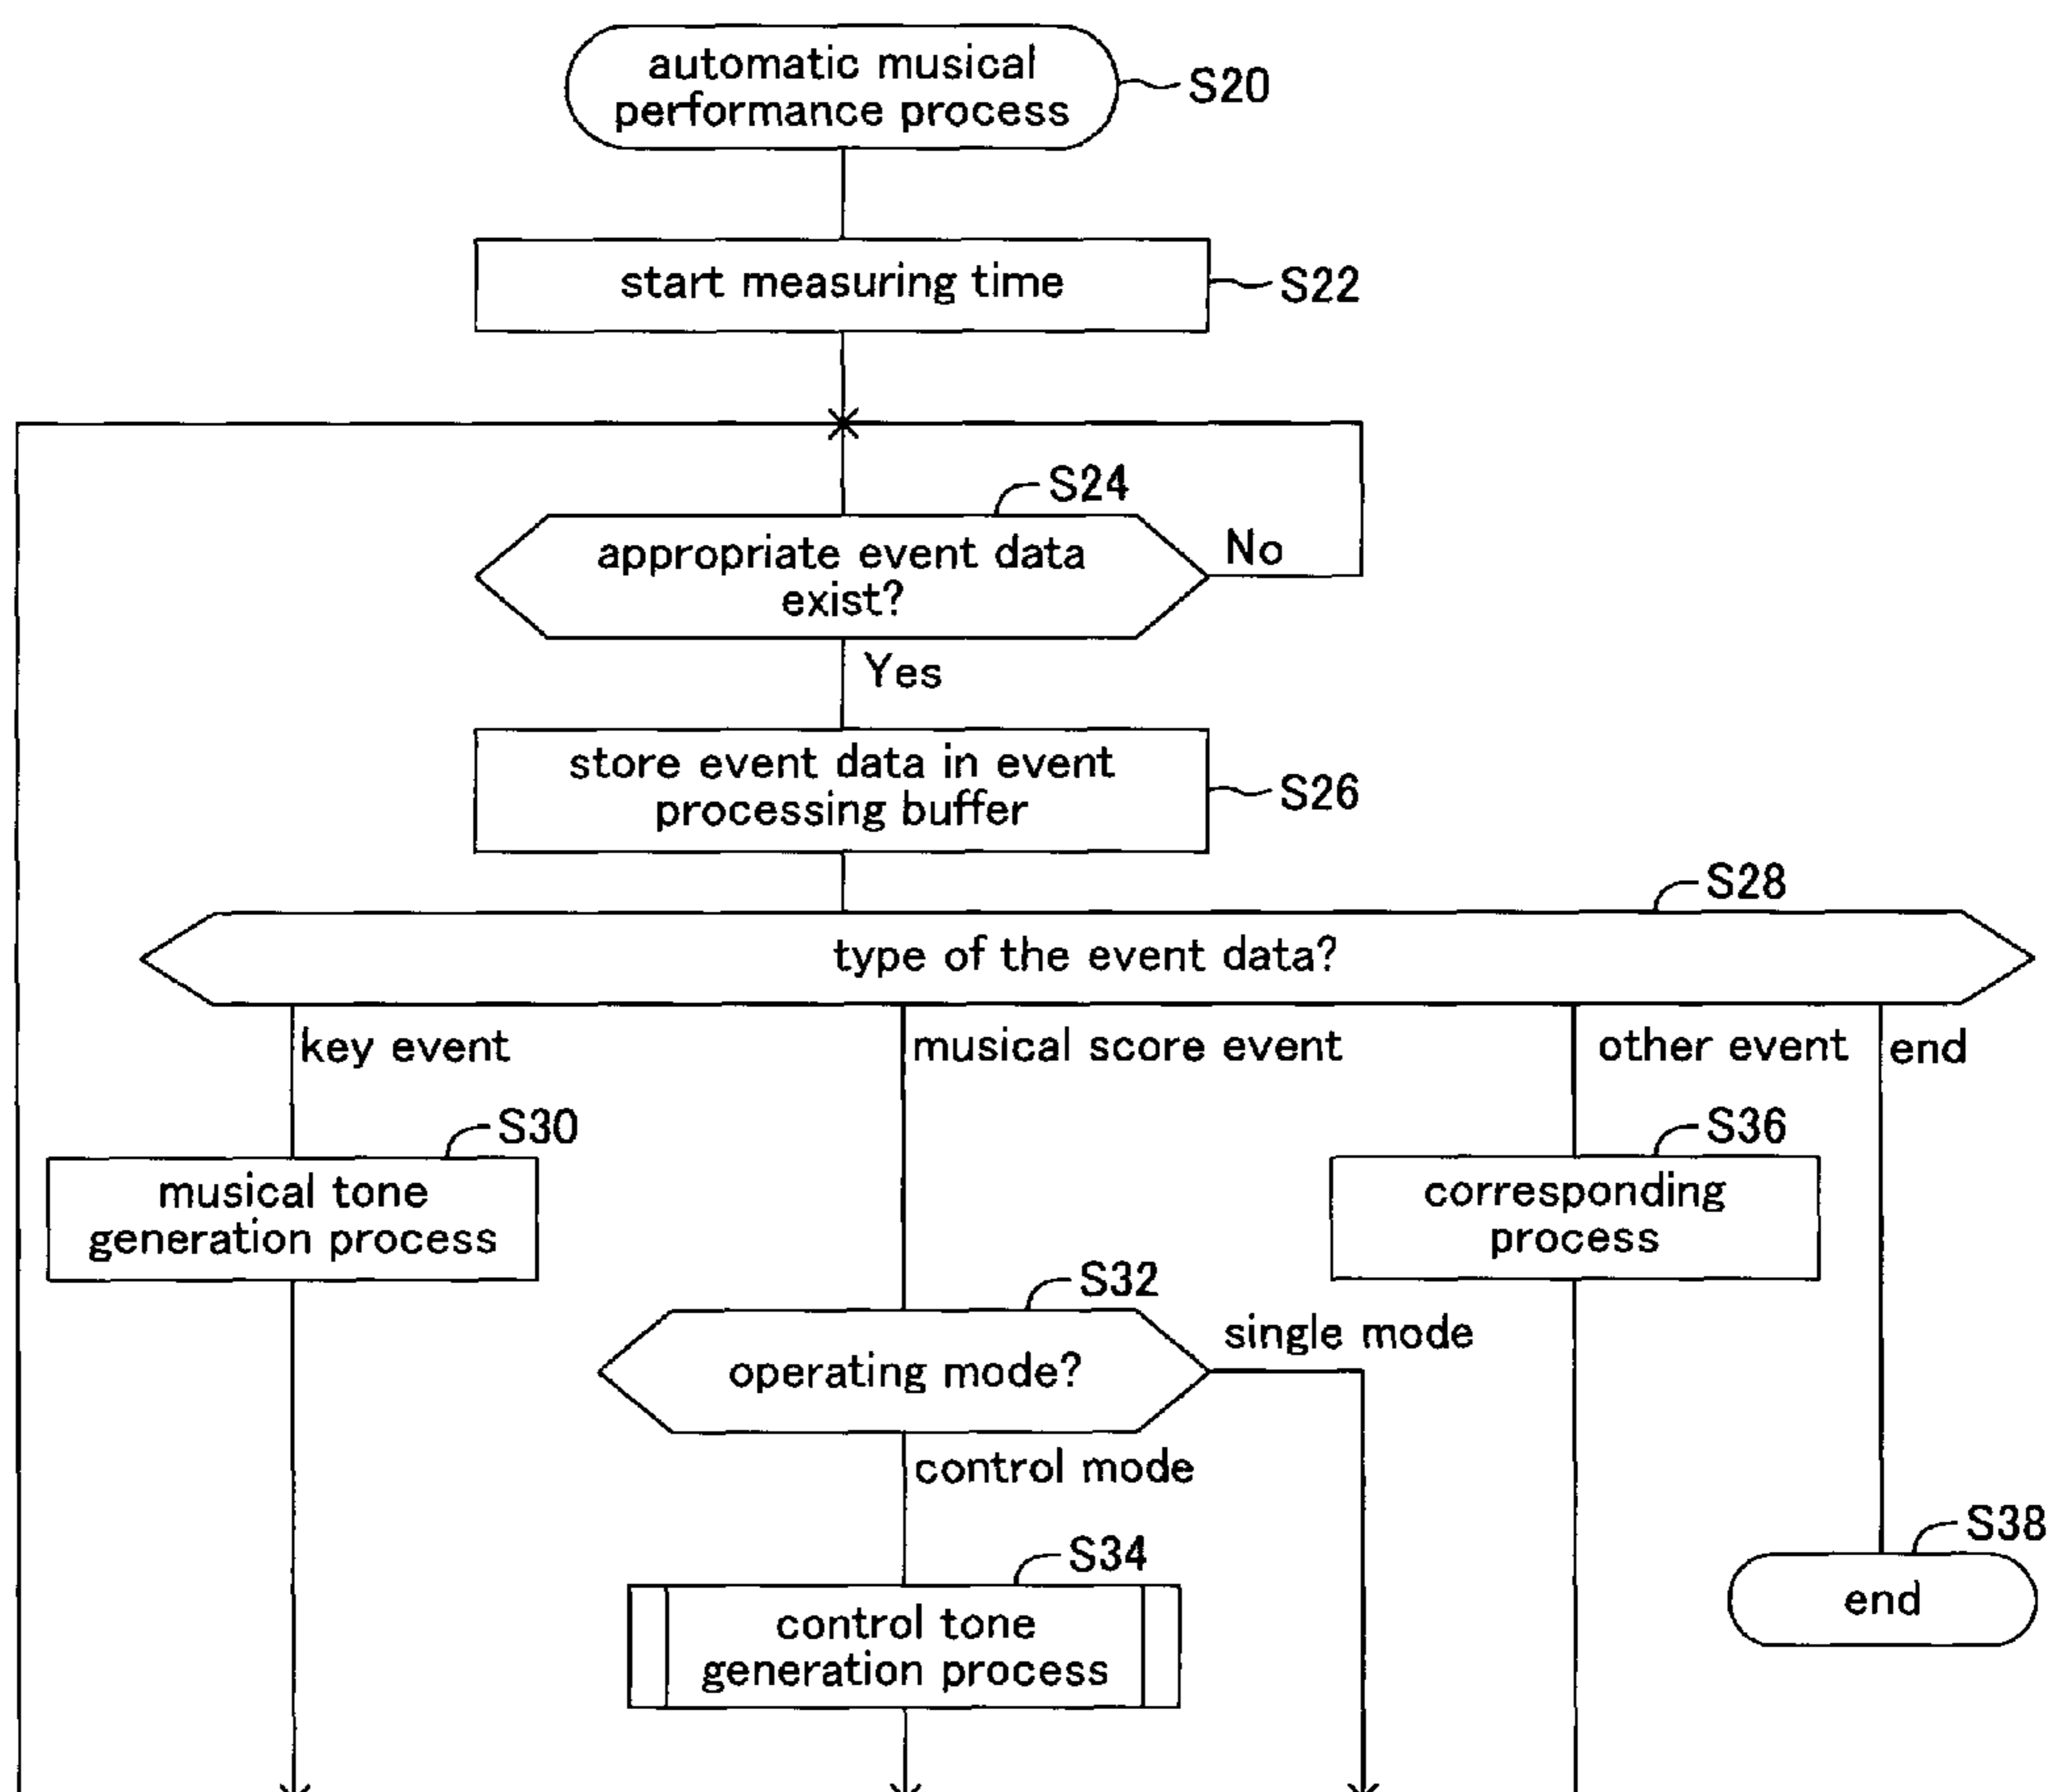 automatic musical
performance process
S20
start measuring time
S22
S24
appropriate event data
exist?
No
Yes
store event data in event
processing buffer
S26
S28
type of the event data?
key event
musical score event
other event
end
S30
musical tone
generation process
S36
corresponding
process
S32
operating mode?
single mode
control mode
S34
control tone
generation process
S38
end